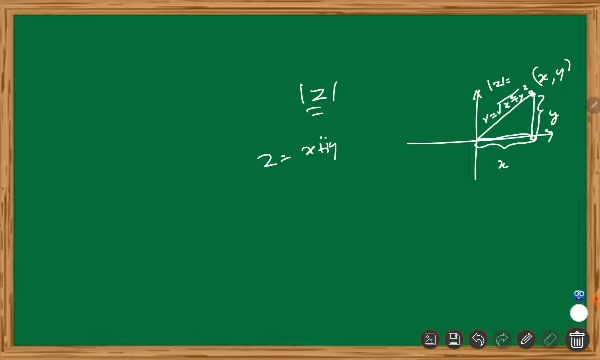 |z|
z = x+iy
|z|=
r=√x²+y²
(x,y)
y
x